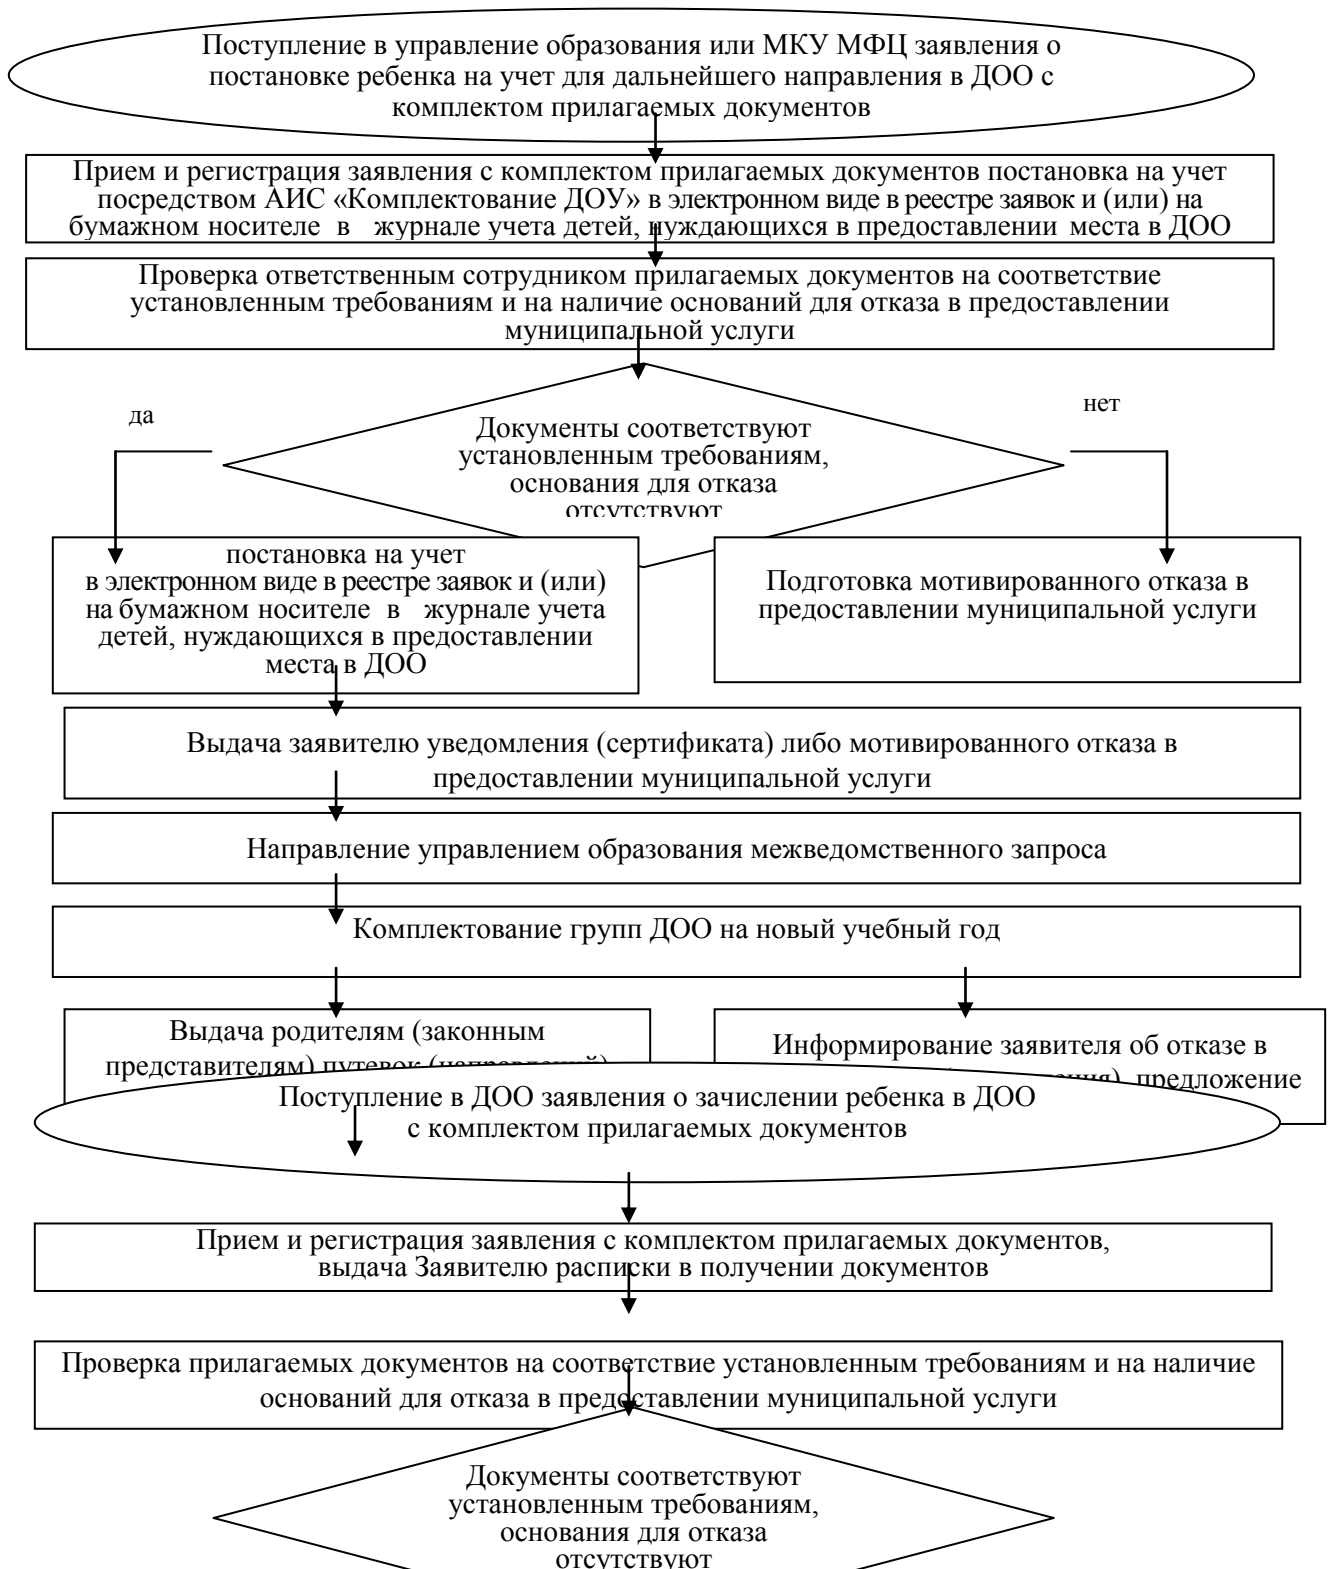 Поступление в управление образования или МКУ МФЦ заявления о
постановке ребенка на учет для дальнейшего направления в ДОО с
комплектом прилагаемых документов
Прием и регистрация заявления с комплектом прилагаемых документов постановка на учет
посредством АИС «Комплектование ДОУ» в электронном виде в реестре заявок и (или) на
бумажном носителе в журнале учета детей, нуждающихся в предоставлении места в ДОО
Проверка ответственным сотрудником прилагаемых документов на соответствие
установленным требованиям и на наличие оснований для отказа в предоставлении
муниципальной услуги
да
нет
Документы соответствуют
установленным требованиям,
основания для отказа
отсутствуют
постановка на учет
в электронном виде в реестре заявок и (или)
на бумажном носителе в журнале учета
детей, нуждающихся в предоставлении
места в ДОО
Подготовка мотивированного отказа в
предоставлении муниципальной услуги
Выдача заявителю уведомления (сертификата) либо мотивированного отказа в
предоставлении муниципальной услуги
Направление управлением образования межведомственного запроса
Комплектование групп ДОО на новый учебный год
Выдача родителям (законным
представителям) путевок (направлений)
Информирование заявителя об отказе в
предложение
Поступление в ДОО заявления о зачислении ребенка в ДОО
с комплектом прилагаемых документов
Прием и регистрация заявления с комплектом прилагаемых документов,
выдача Заявителю расписки в получении документов
Проверка прилагаемых документов на соответствие установленным требованиям и на наличие
оснований для отказа в предоставлении муниципальной услуги
Документы соответствуют
установленным требованиям,
основания для отказа
отсутствуют